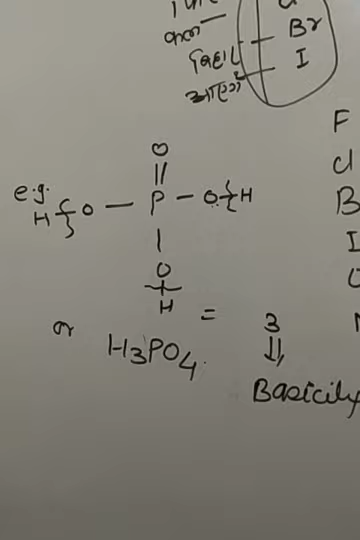 Br
I
F
Cl
B
I
e.g.
O
||
H O — P — O H
|
O
H
= 3
or H3PO4.
⇓
Basicity